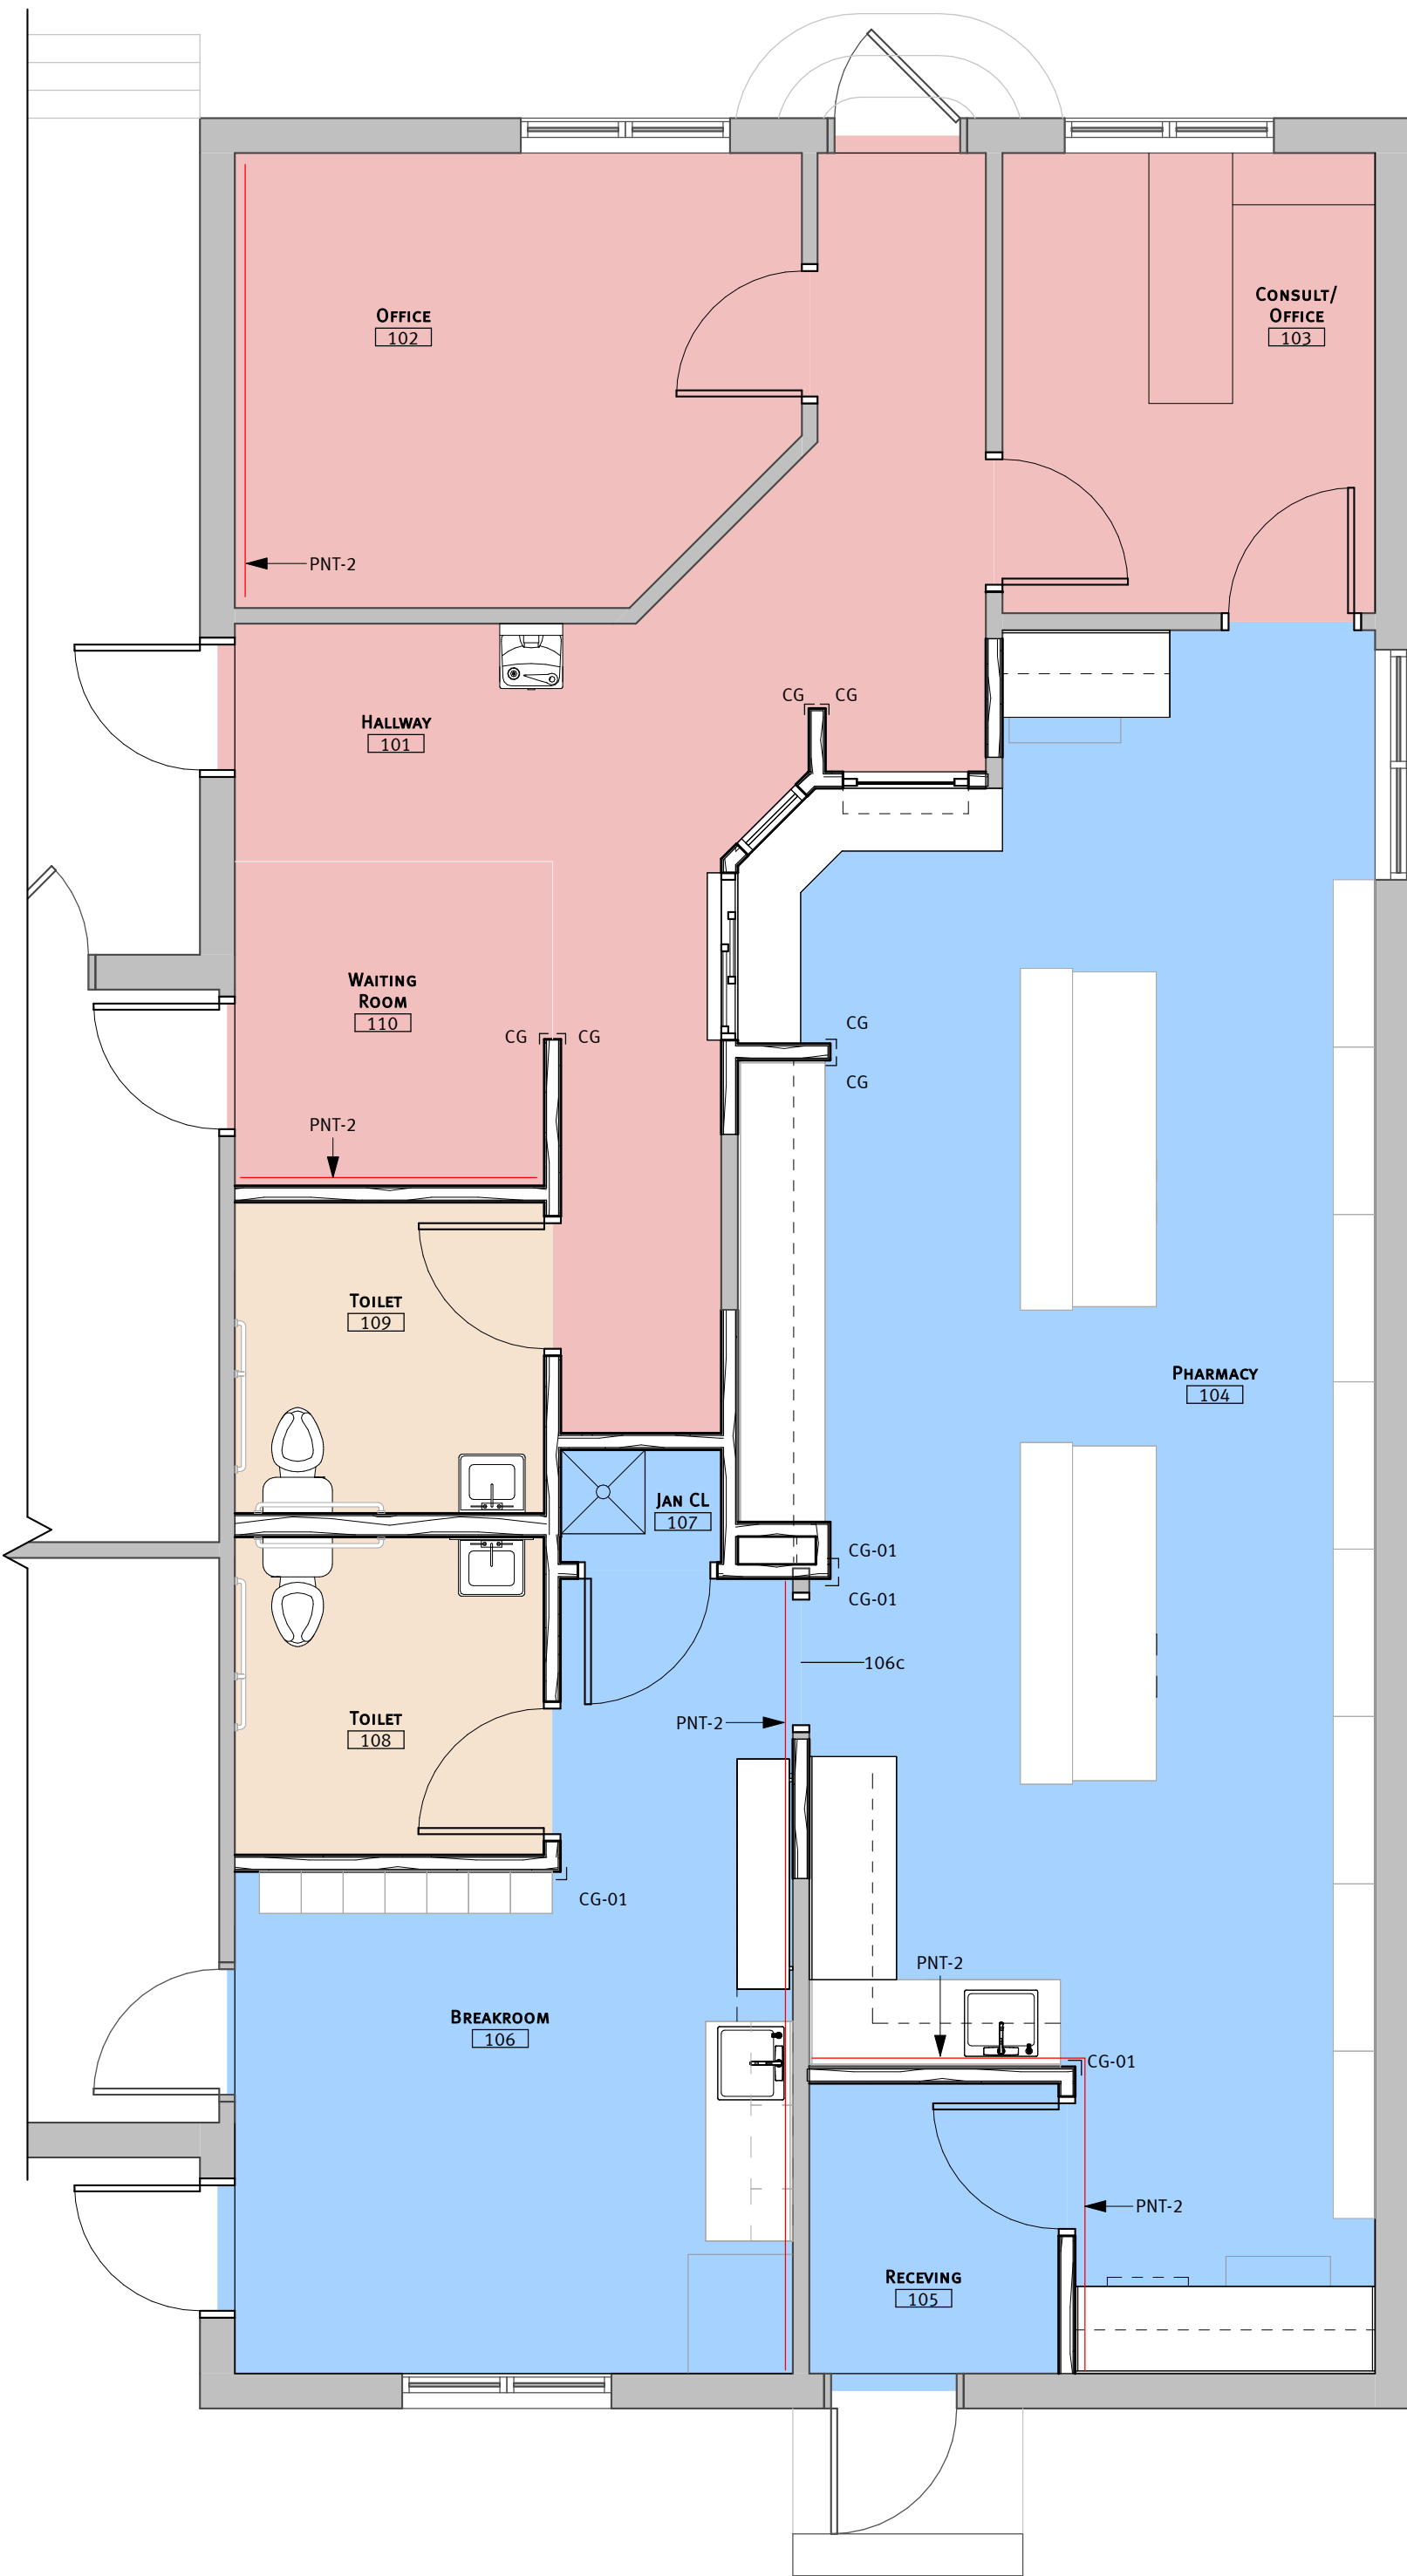 Consult/
Office
103
Office
102
PNT-2
CG CG
Hallway
101
Waiting
Room
110
CG CG
CG
CG
PNT-2
Toilet
109
Pharmacy
104
Jan CL
107
CG-01
CG-01
106c
Toilet
108
PNT-2
CG-01
PNT-2
Breakroom
106
CG-01
PNT-2
Receving
105